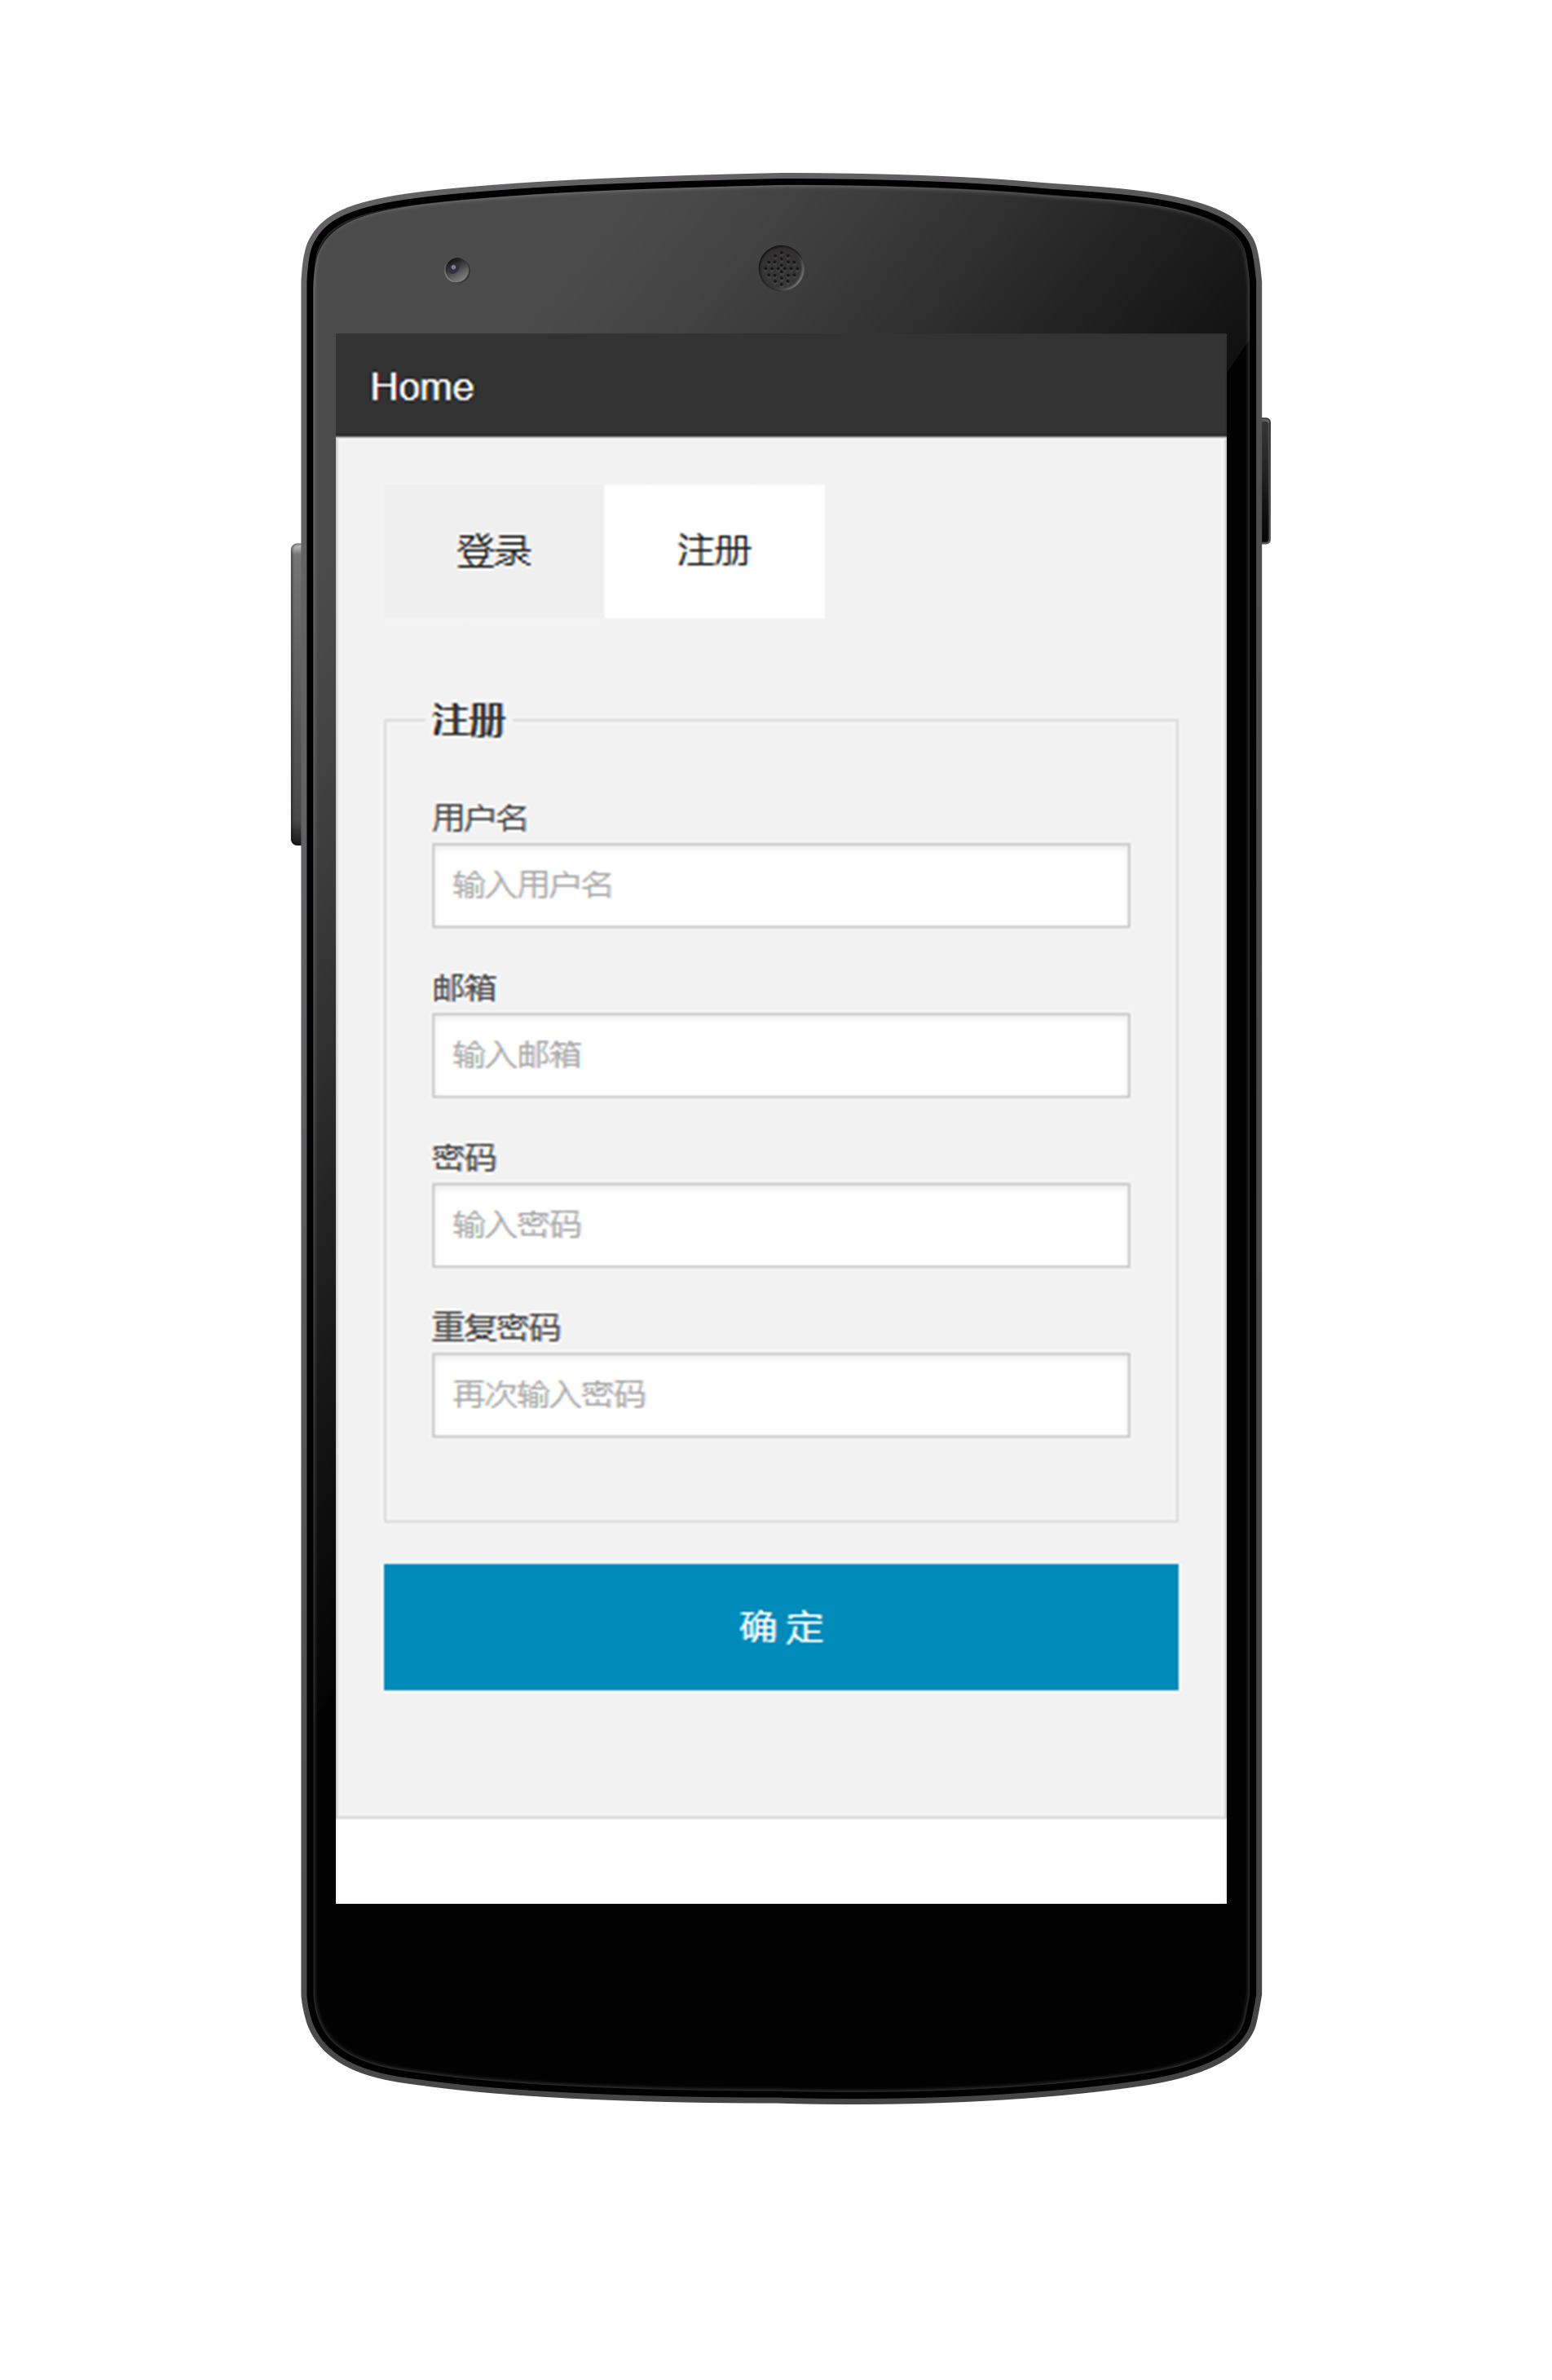 Home
登录 注册
注册
用户名
输入用户名
邮箱
输入邮箱
密码
输入密码
重复密码
再次输入密码
确 定